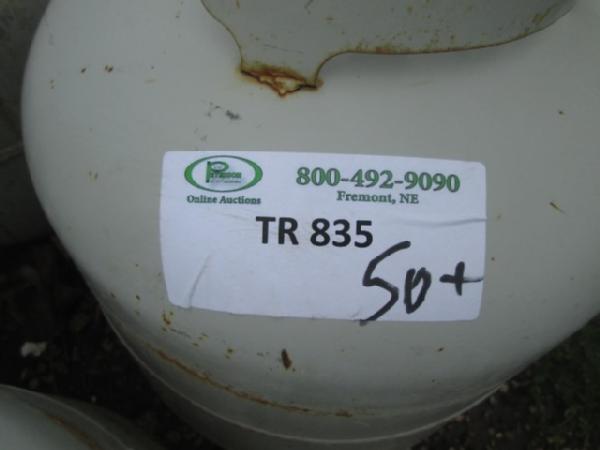 800-492-9090
Online Auctions
Fremont, NE
TR 835
50+